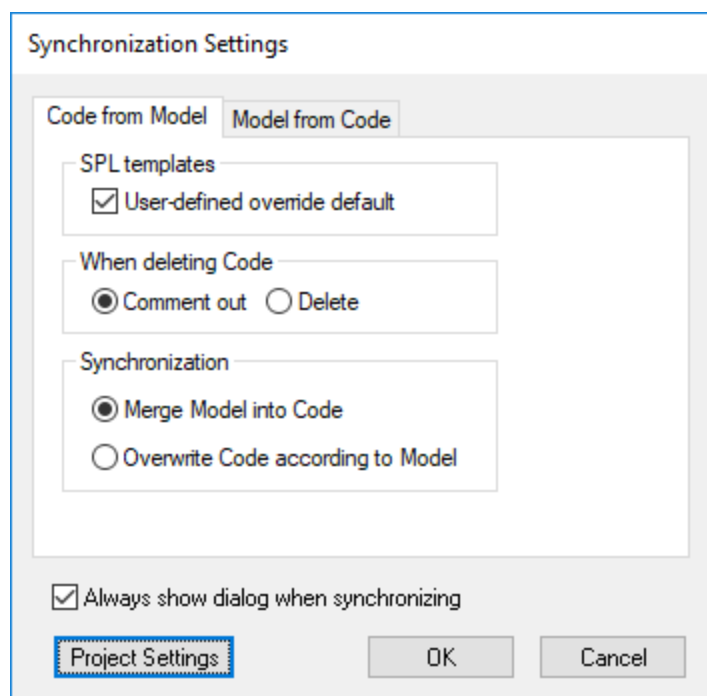 Synchronization Settings
Code from Model Model from Code
SPL templates
User-defined override default
When deleting Code
Comment out Delete
Synchronization
Merge Model into Code
Overwrite Code according to Model
Always show dialog when synchronizing
Project Settings OK Cancel